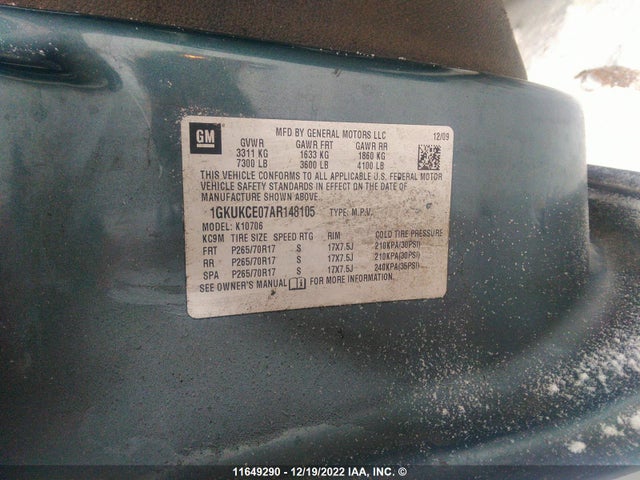 GM
MFD BY GENERAL MOTORS LLC 12/09
GVWR GAWR FRT GAWR RR
3311 KG 1633 KG 1860 KG
7300 LB 3600 LB 4100 LB
THIS VEHICLE CONFORMS TO ALL APPLICABLE U.S. FEDERAL MOTOR
VEHICLE SAFETY STANDARDS IN EFFECT ON THE DATE OF
MANUFACTURE SHOWN ABOVE.
1GKUKCE07AR148105 TYPE: M.P.V.
MODEL: K10706
KC9M TIRE SIZE SPEED RTG RIM COLD TIRE PRESSURE
FRT P265/70R17 S 17X7.5J 210KPA(30PSI)
RR P265/70R17 S 17X7.5J 210KPA(30PSI)
SPA P265/70R17 S 17X7.5J 240KPA(35PSI)
SEE OWNER'S MANUAL FOR MORE INFORMATION.
11649290 - 12/19/2022 IAA, INC. ©